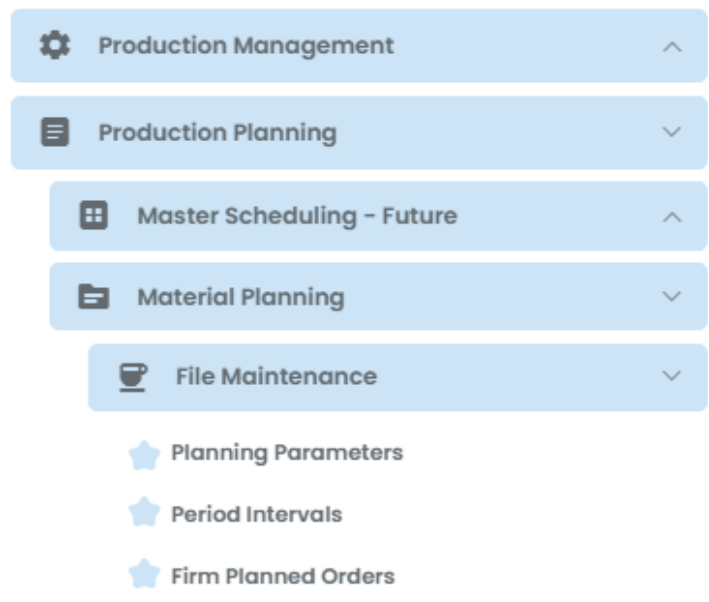 Production Management
Production Planning
Master Scheduling - Future
Material Planning
File Maintenance
Planning Parameters
Period Intervals
Firm Planned Orders